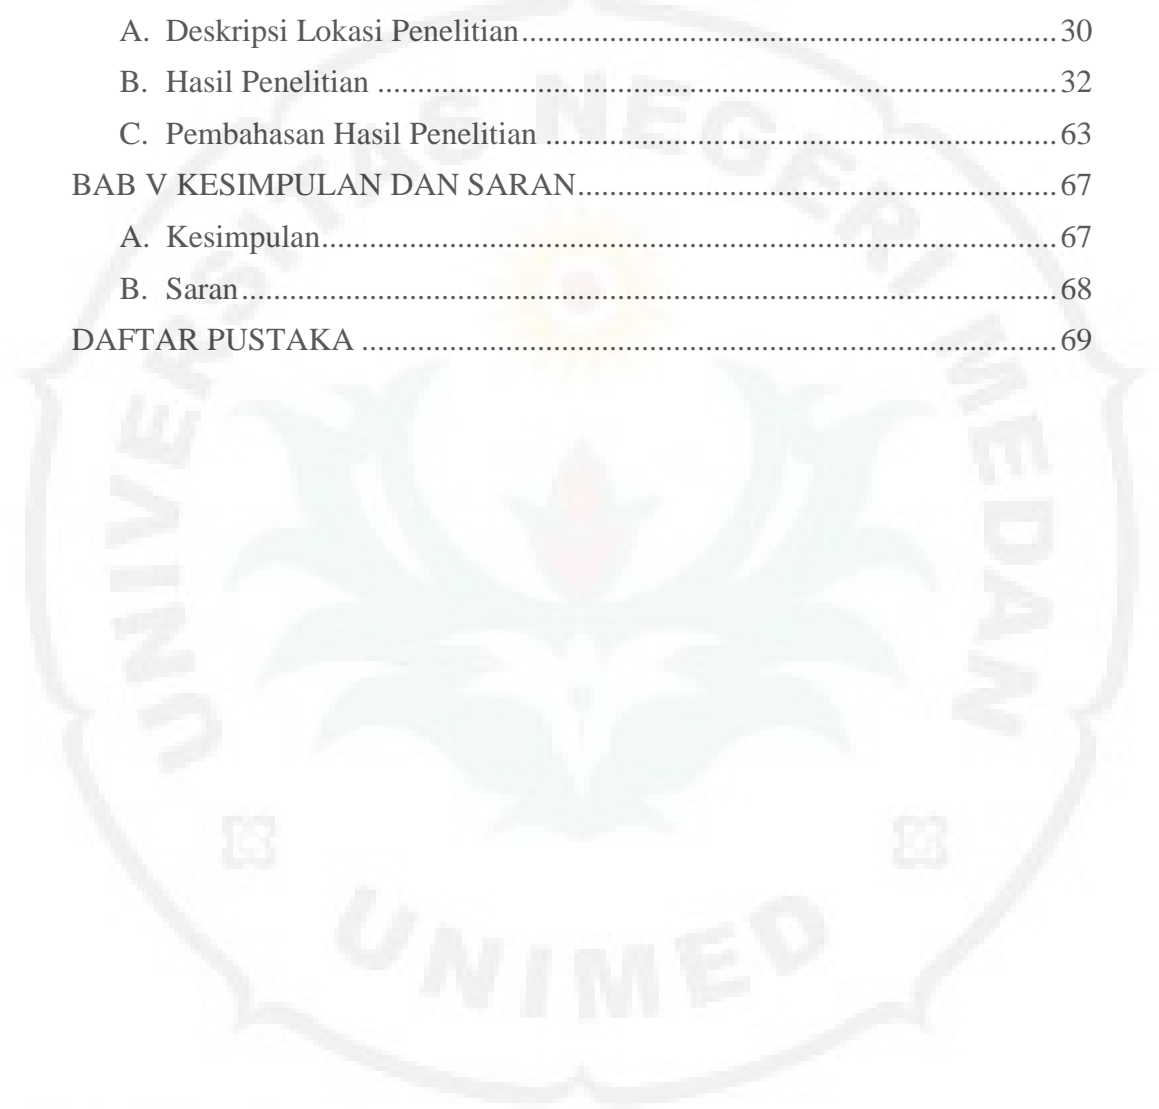 A. Deskripsi Lokasi Penelitian.................................................................... 30
B. Hasil Penelitian ...................................................................................... 32
C. Pembahasan Hasil Penelitian ................................................................. 63
BAB V KESIMPULAN DAN SARAN............................................................ 67
A. Kesimpulan............................................................................................. 67
B. Saran....................................................................................................... 68
DAFTAR PUSTAKA ....................................................................................... 69
UNIVERSITAS NEGERI MEDAN
UNIMED